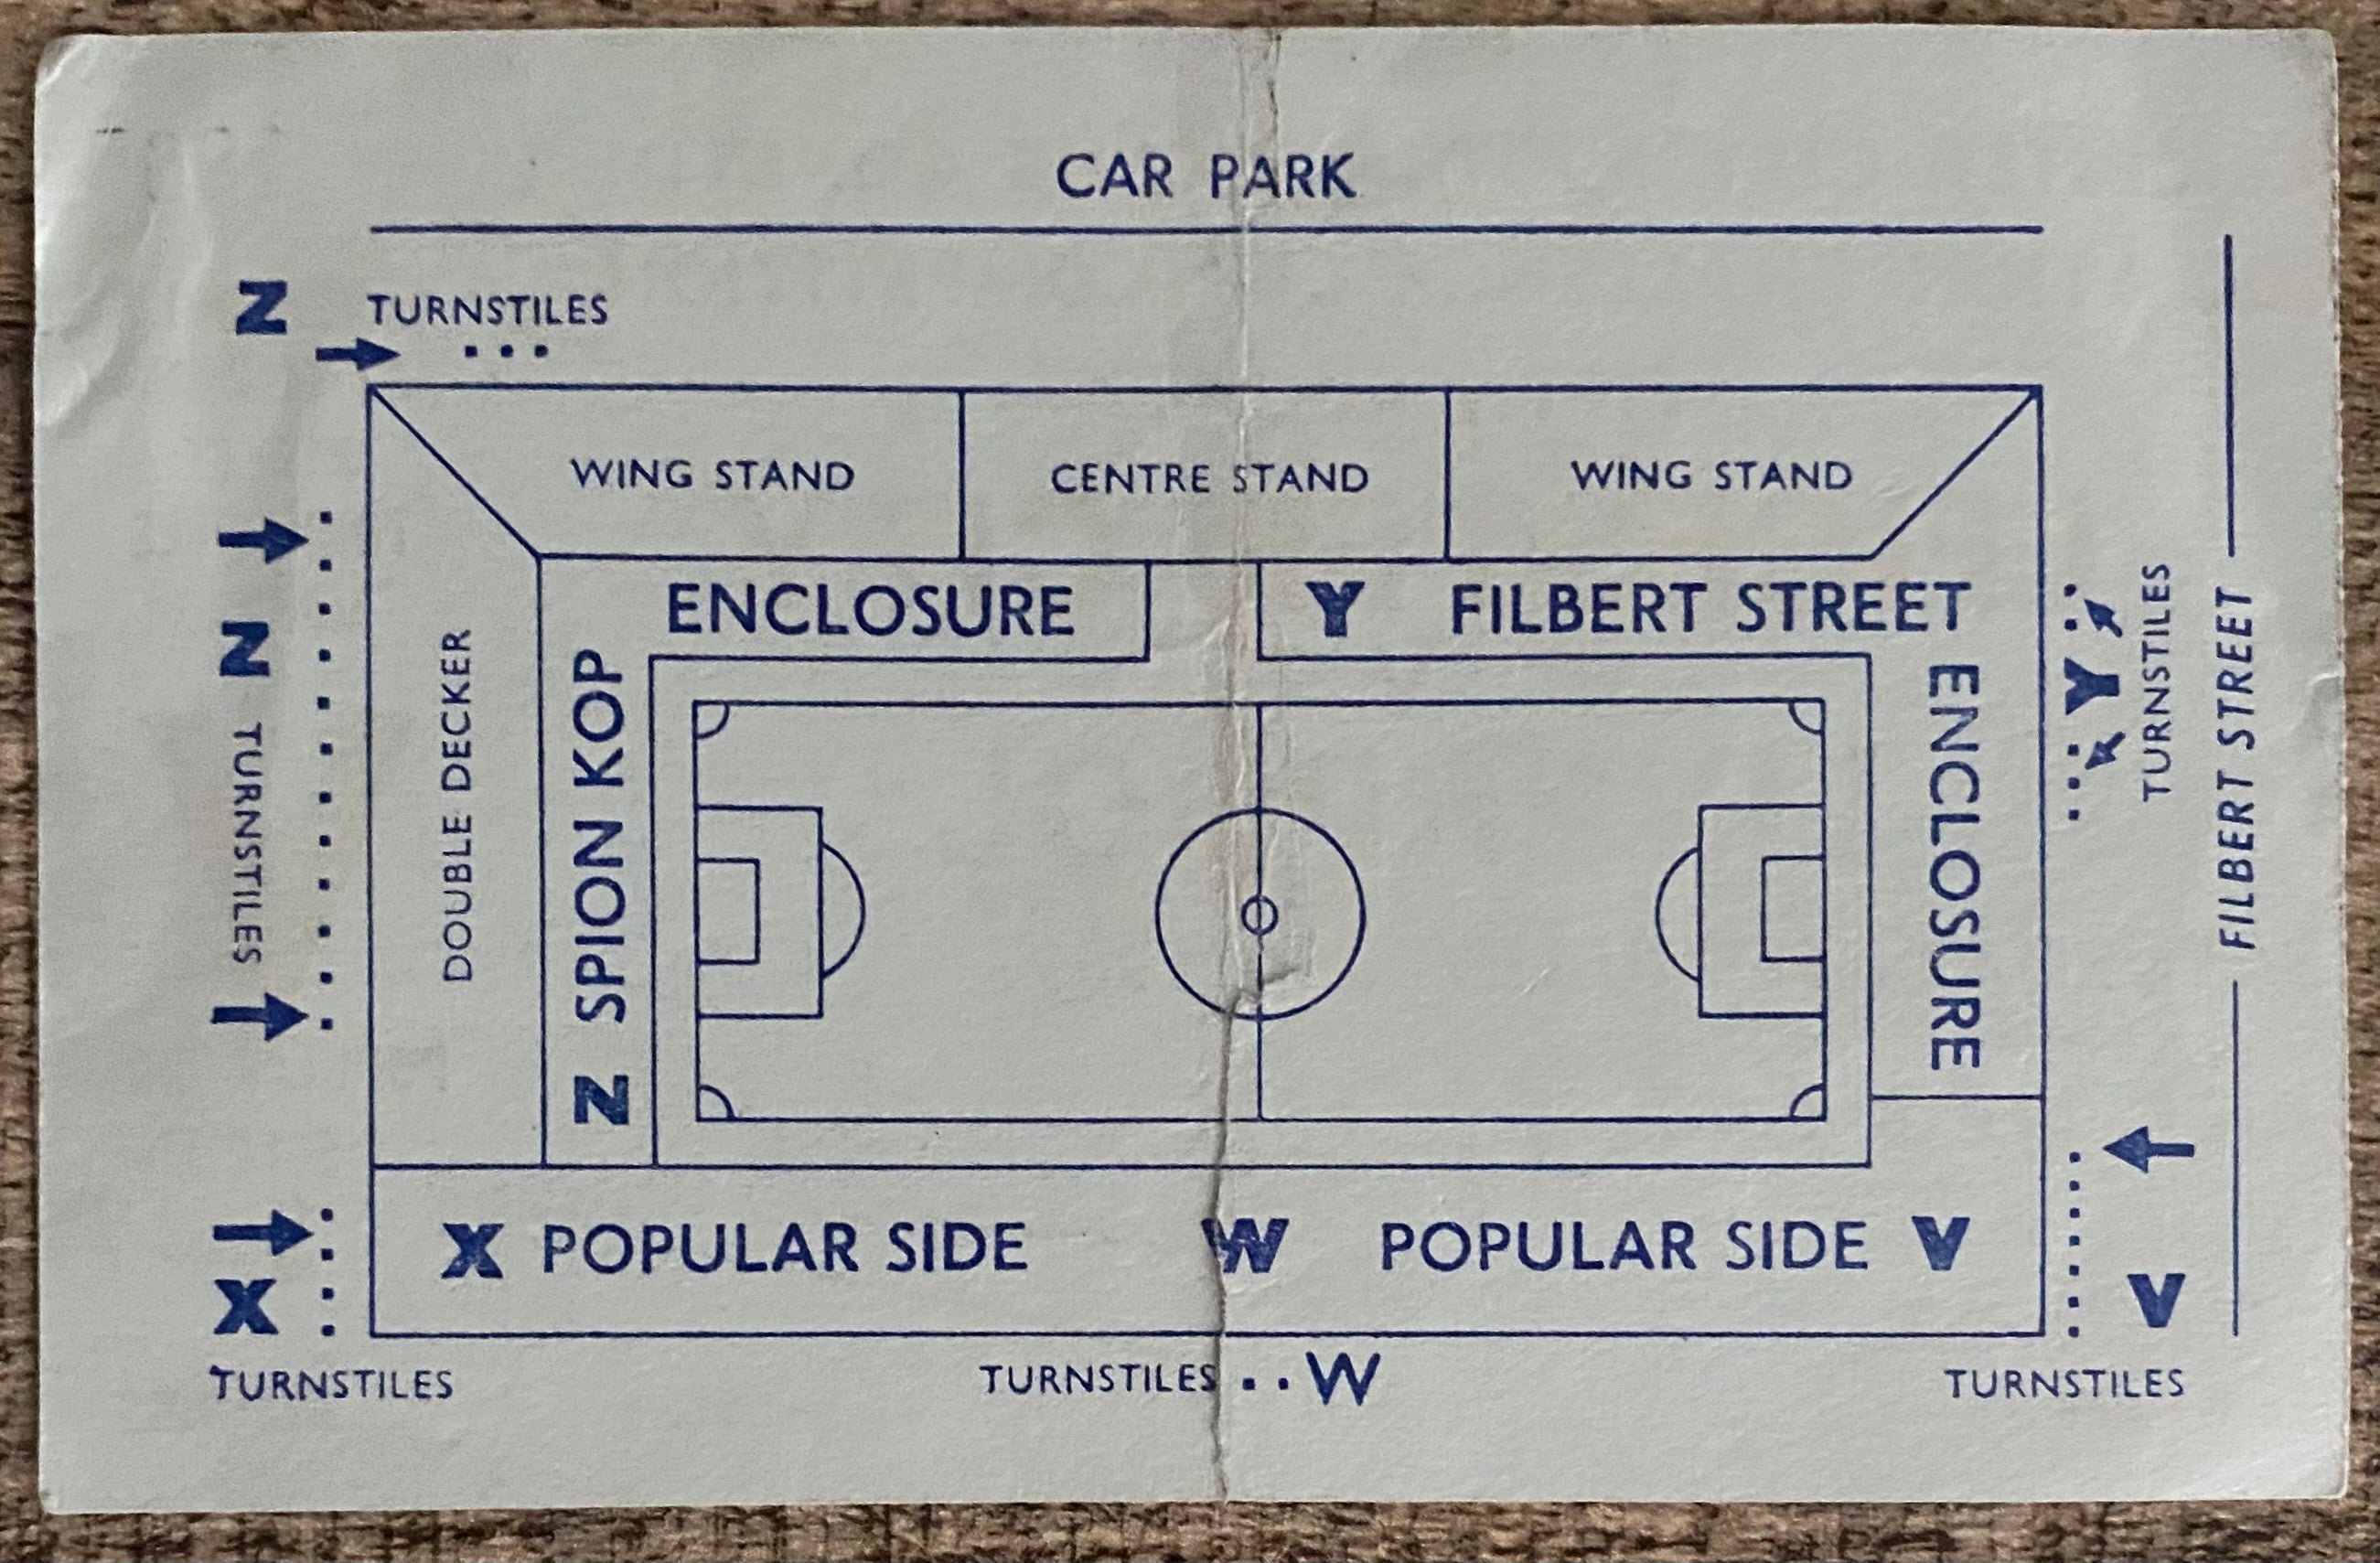 CAR PARK
Z TURNSTILES
WING STAND
CENTRE STAND
WING STAND
ENCLOSURE
Y FILBERT STREET
ENCLOSURE
Z SPION KOP
DOUBLE DECKER
Z TURNSTILES
Y
TURNSTILES
FILBERT STREET
X POPULAR SIDE
W
POPULAR SIDE V
X
TURNSTILES
TURNSTILES .. W
V
TURNSTILES